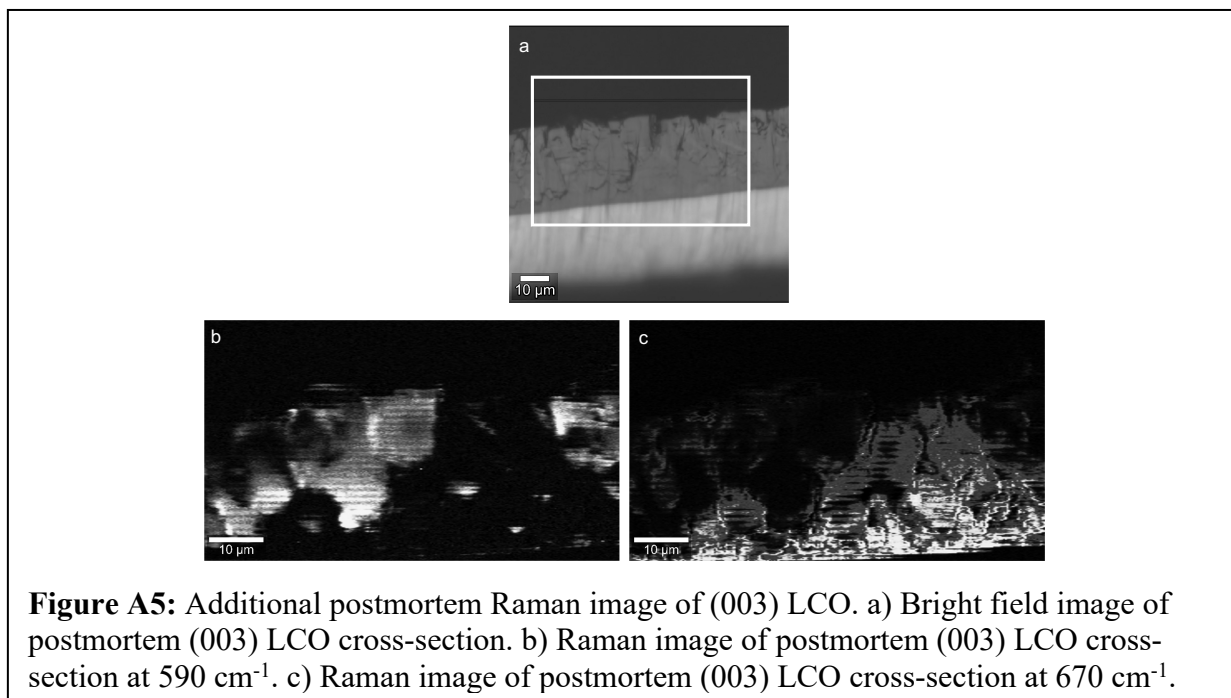 a
10 µm
b
c
10 µm
10 µm
Figure A5: Additional postmortem Raman image of (003) LCO. a) Bright field image of
postmortem (003) LCO cross-section. b) Raman image of postmortem (003) LCO cross-
section at 590 cm⁻¹. c) Raman image of postmortem (003) LCO cross-section at 670 cm⁻¹.